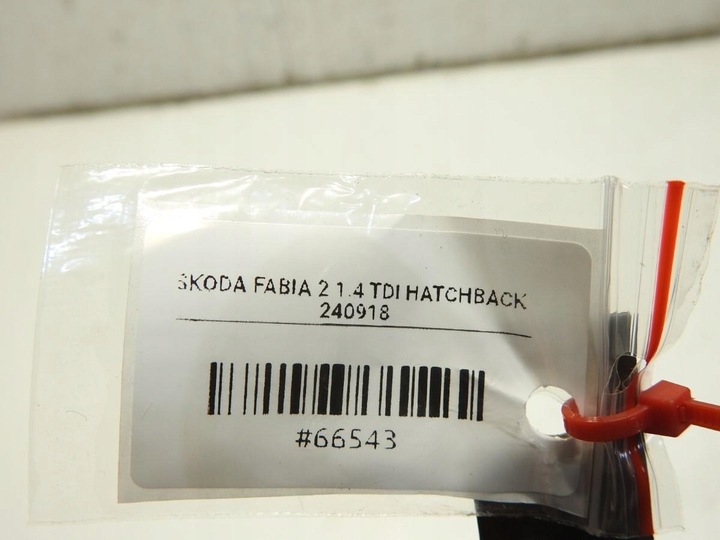 SKODA FABIA 2 1.4 TDI HATCHBACK
240918
#66543